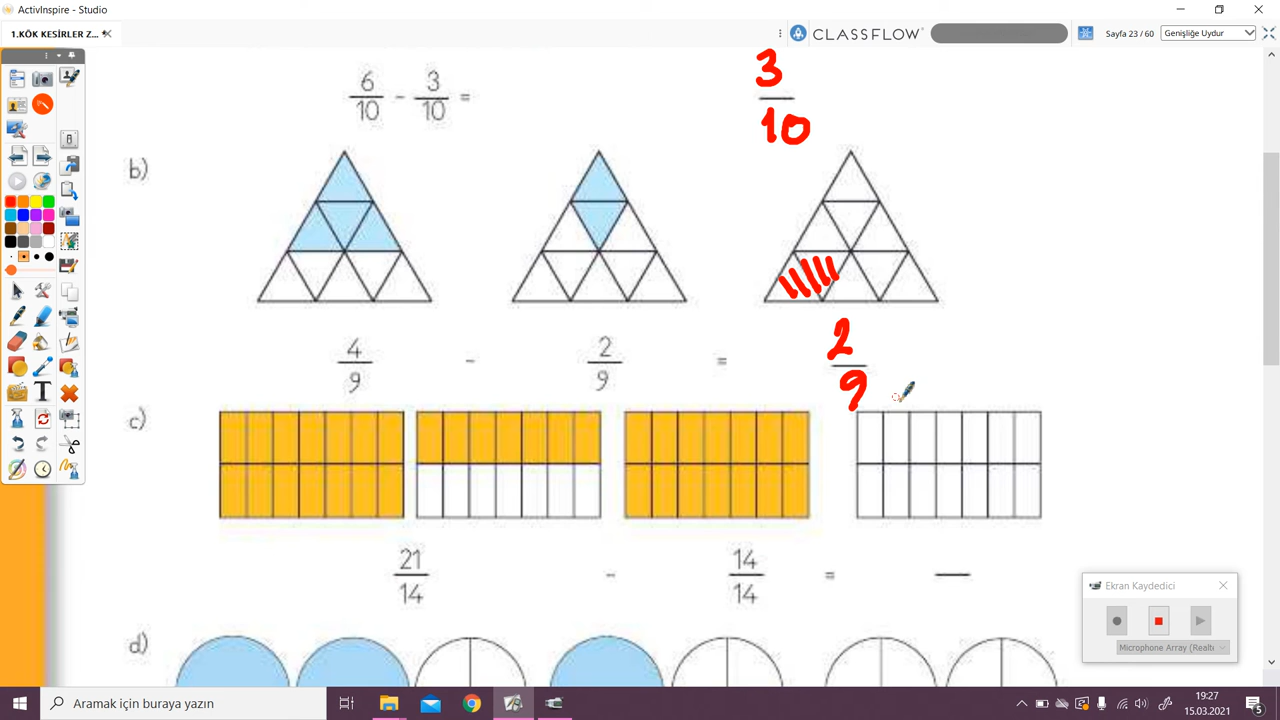 ActivInspire - Studio
1.KÖK KESİRLER Z...
CLASSFLOW
Sayfa 23 / 60
Genişliğe Uydur
6/10 - 3/10 =
3/10
b)
4/9 - 2/9 = 2/9
c)
21/14 - 14/14 = —
d)
Ekran Kaydedici
Microphone Array (Realt
Aramak için buraya yazın
19:27
15.03.2021
5